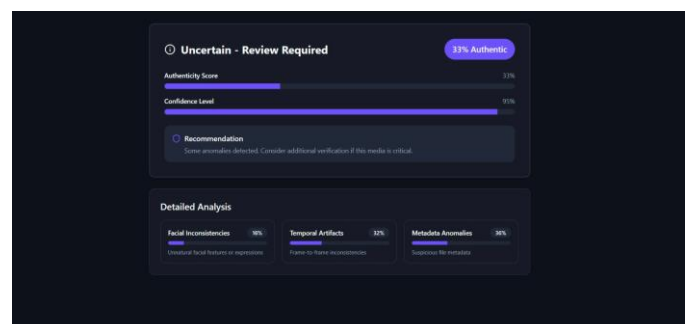 Uncertain - Review Required
33% Authentic
Authenticity Score
33%
Confidence Level
95%
Recommendation
Some anomalies detected. Consider additional verification if this media is critical.
Detailed Analysis
Facial Inconsistencies
Unnatural facial features or expressions
Temporal Artifacts
32%
Frame-to-frame inconsistencies
Metadata Anomalies
Suspicious file metadata